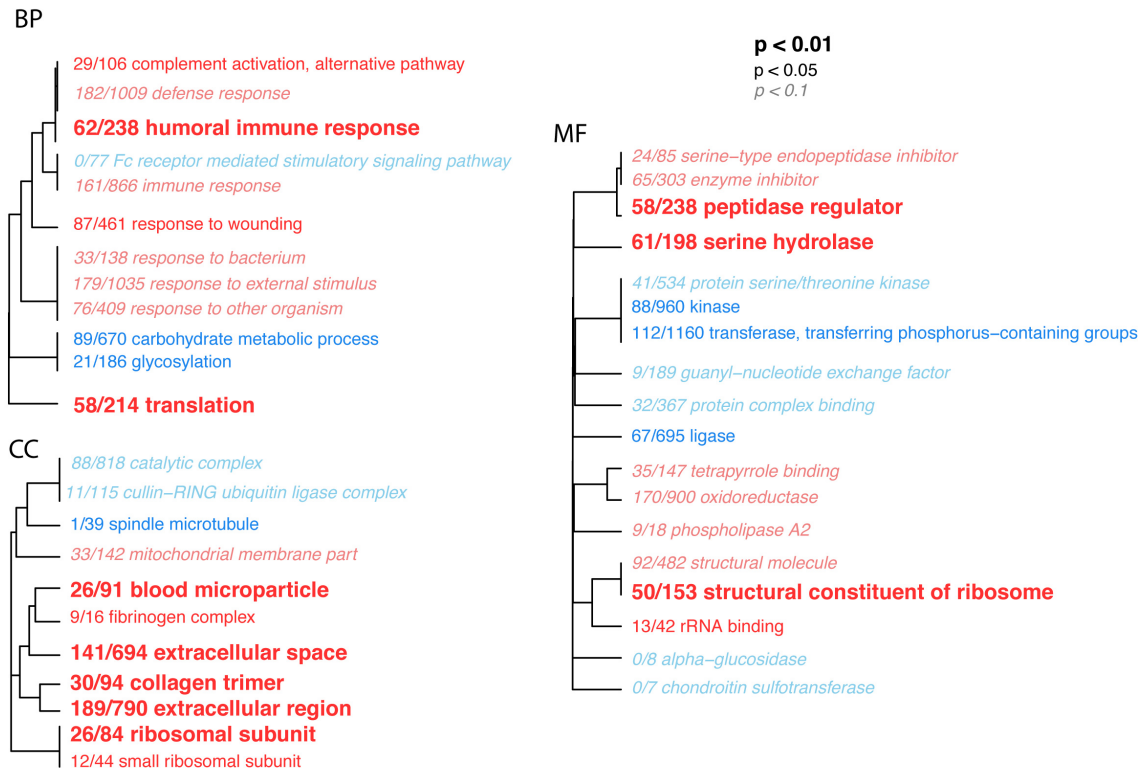 BP
29/106 complement activation, alternative pathway
182/1009 defense response
62/238 humoral immune response
0/77 Fc receptor mediated stimulatory signaling pathway
161/866 immune response
87/461 response to wounding
33/138 response to bacterium
179/1035 response to external stimulus
76/409 response to other organism
89/670 carbohydrate metabolic process
21/186 glycosylation
58/214 translation
CC
88/818 catalytic complex
11/115 cullin−RING ubiquitin ligase complex
1/39 spindle microtubule
33/142 mitochondrial membrane part
26/91 blood microparticle
9/16 fibrinogen complex
141/694 extracellular space
30/94 collagen trimer
189/790 extracellular region
26/84 ribosomal subunit
12/44 small ribosomal subunit
p < 0.01
p < 0.05
p < 0.1
MF
24/85 serine−type endopeptidase inhibitor
65/303 enzyme inhibitor
58/238 peptidase regulator
61/198 serine hydrolase
41/534 protein serine/threonine kinase
88/960 kinase
112/1160 transferase, transferring phosphorus−containing groups
9/189 guanyl−nucleotide exchange factor
32/367 protein complex binding
67/695 ligase
35/147 tetrapyrrole binding
170/900 oxidoreductase
9/18 phospholipase A2
92/482 structural molecule
50/153 structural constituent of ribosome
13/42 rRNA binding
0/8 alpha−glucosidase
0/7 chondroitin sulfotransferase